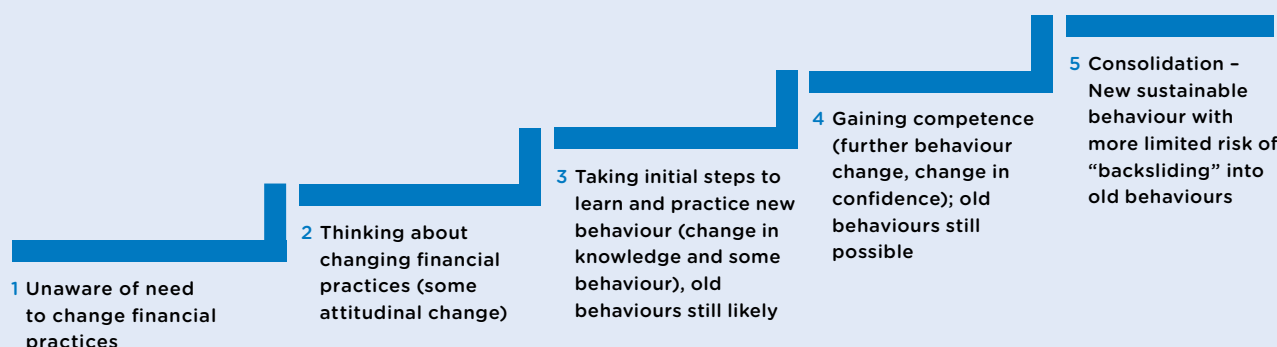 1 Unaware of need
to change financial
practices
2 Thinking about
changing financial
practices (some
attitudinal change)
3 Taking initial steps to
learn and practice new
behaviour (change in
knowledge and some
behaviour), old
behaviours still likely
4 Gaining competence
(further behaviour
change, change in
confidence); old
behaviours still
possible
5 Consolidation –
New sustainable
behaviour with
more limited risk of
“backsliding” into
old behaviours